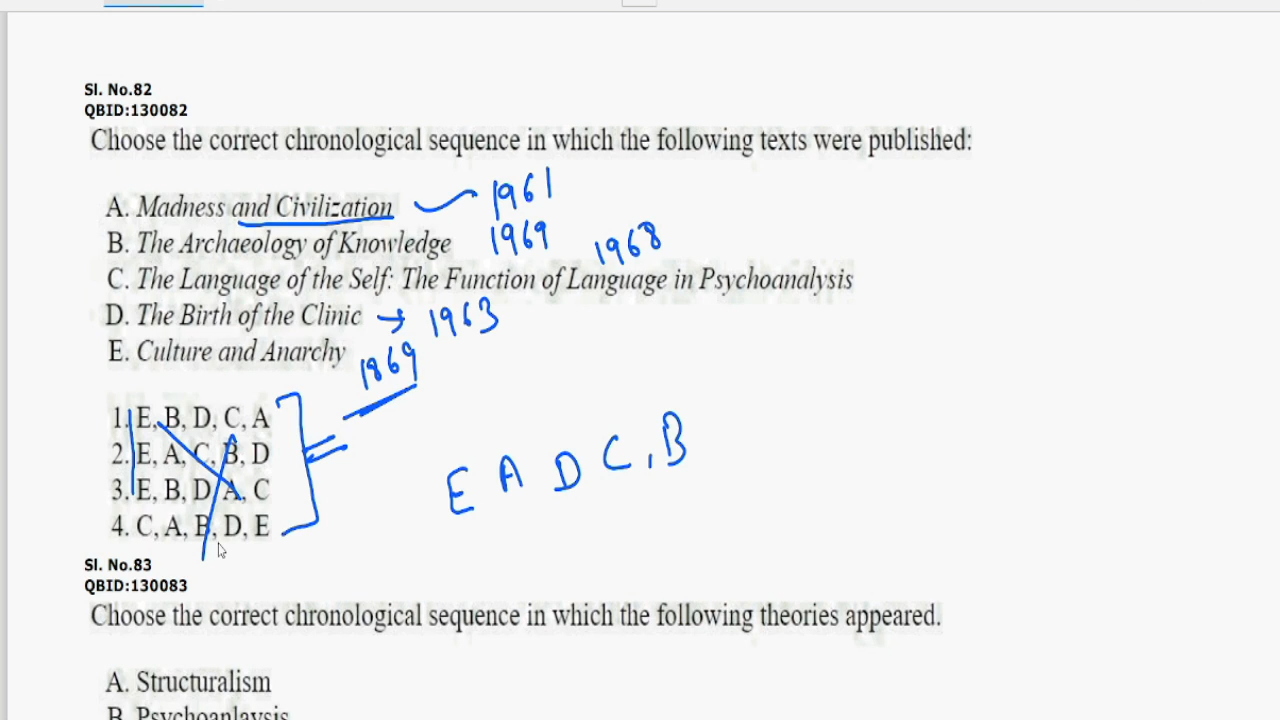 Sl. No.82
QBID:130082
Choose the correct chronological sequence in which the following texts were published:
A. Madness and Civilization 1961
B. The Archaeology of Knowledge 1969 1968
C. The Language of the Self: The Function of Language in Psychoanalysis
D. The Birth of the Clinic → 1963
E. Culture and Anarchy 1869
1. E, B, D, C, A
2. E, A, C, B, D
3. E, B, D, A, C
4. C, A, B, D, E
E A D C, B
Sl. No.83
QBID:130083
Choose the correct chronological sequence in which the following theories appeared.
A. Structuralism
B. Psychoanlaysis